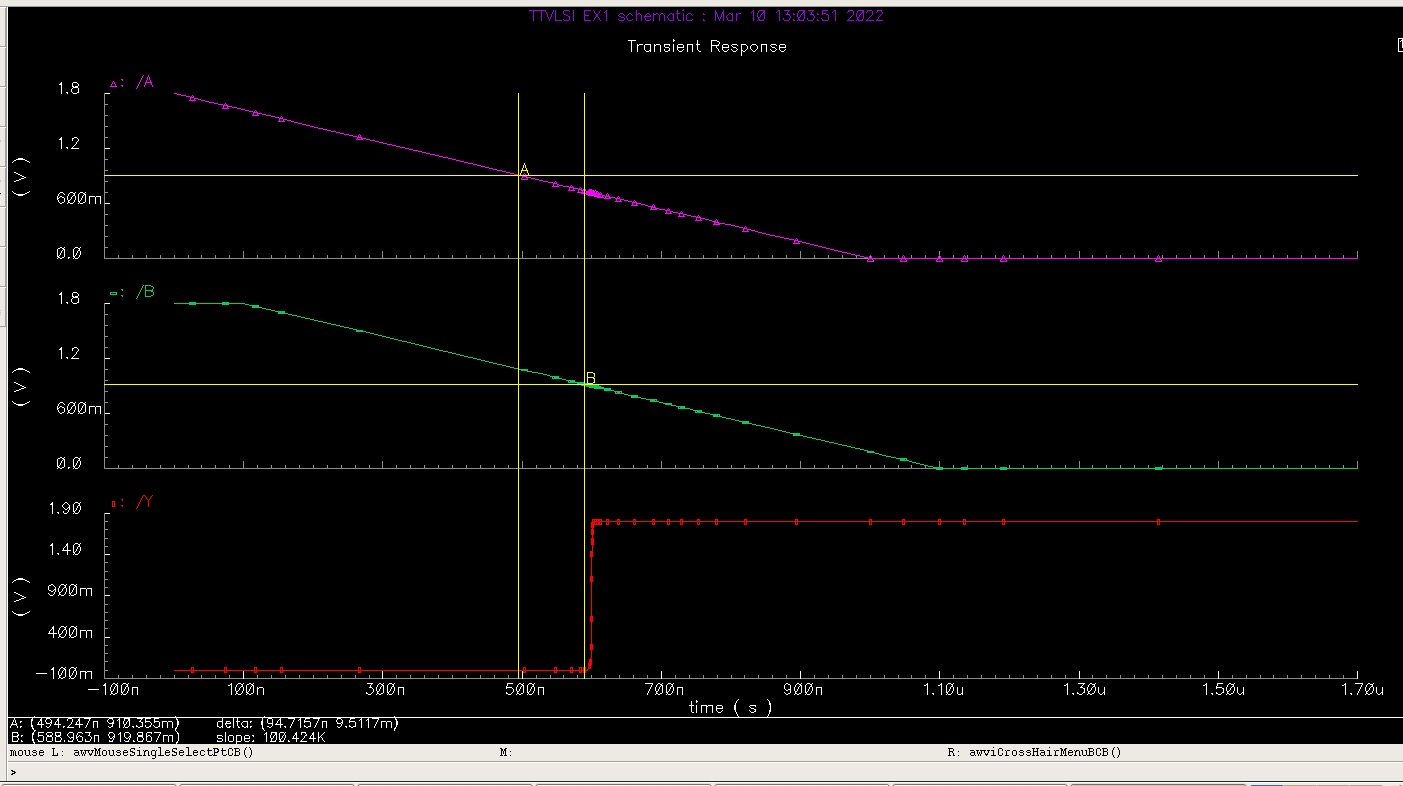 TTVLSI EX1 schematic : Mar 10 13:03:51 2022
Transient Response
: /A
1.8
1.2
600m
0.0
( V )
: /B
1.8
1.2
600m
0.0
( V )
: /Y
1.90
1.40
900m
400m
-100m
( V )
A
B
-100n 100n 300n 500n 700n 900n 1.10u 1.30u 1.50u 1.70u
time ( s )
A: (494.247n 910.355m) delta: (94.7157n 9.5117m)
B: (588.963n 919.867m) slope: 100.424K
mouse L: awvMouseSingleSelectPtCB() M: R: awviCrossHairMenuBCB()
>